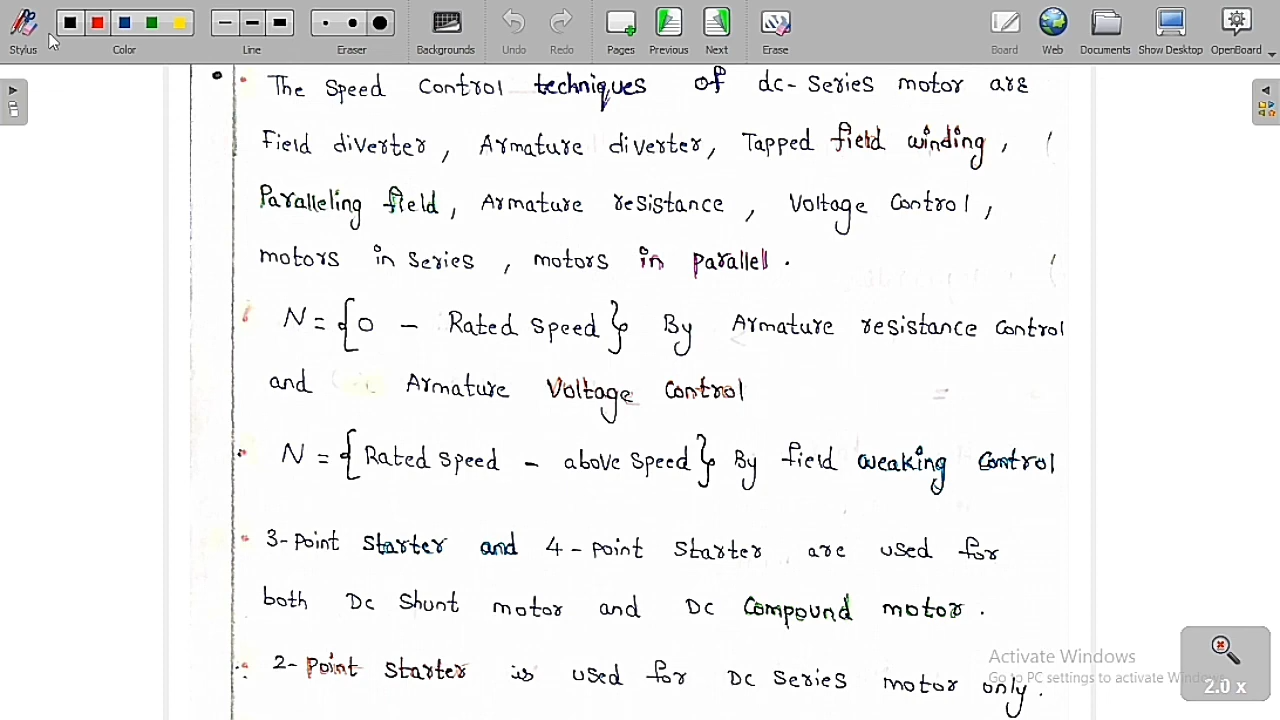 Stylus Color Line Eraser Backgrounds Undo Redo Pages Previous Next Erase Board Web Documents Show Desktop OpenBoard
• The Speed Control techniques of dc-Series motor are
Field diverter, Armature diverter, Tapped field winding,
Paralleling field, Armature resistance, Voltage Control,
motors in Series, motors in parallel.
N = {0 - Rated Speed} By Armature resistance Control
and Armature Voltage Control
• N = {Rated Speed - above Speed} By field weaking Control
• 3-Point Starter and 4-Point Starter are used for
both Dc Shunt motor and DC Compound motor.
2-Point Starter is used for DC Series motor only.
Activate Windows
Go to PC settings to activate Windows.
2.0 x